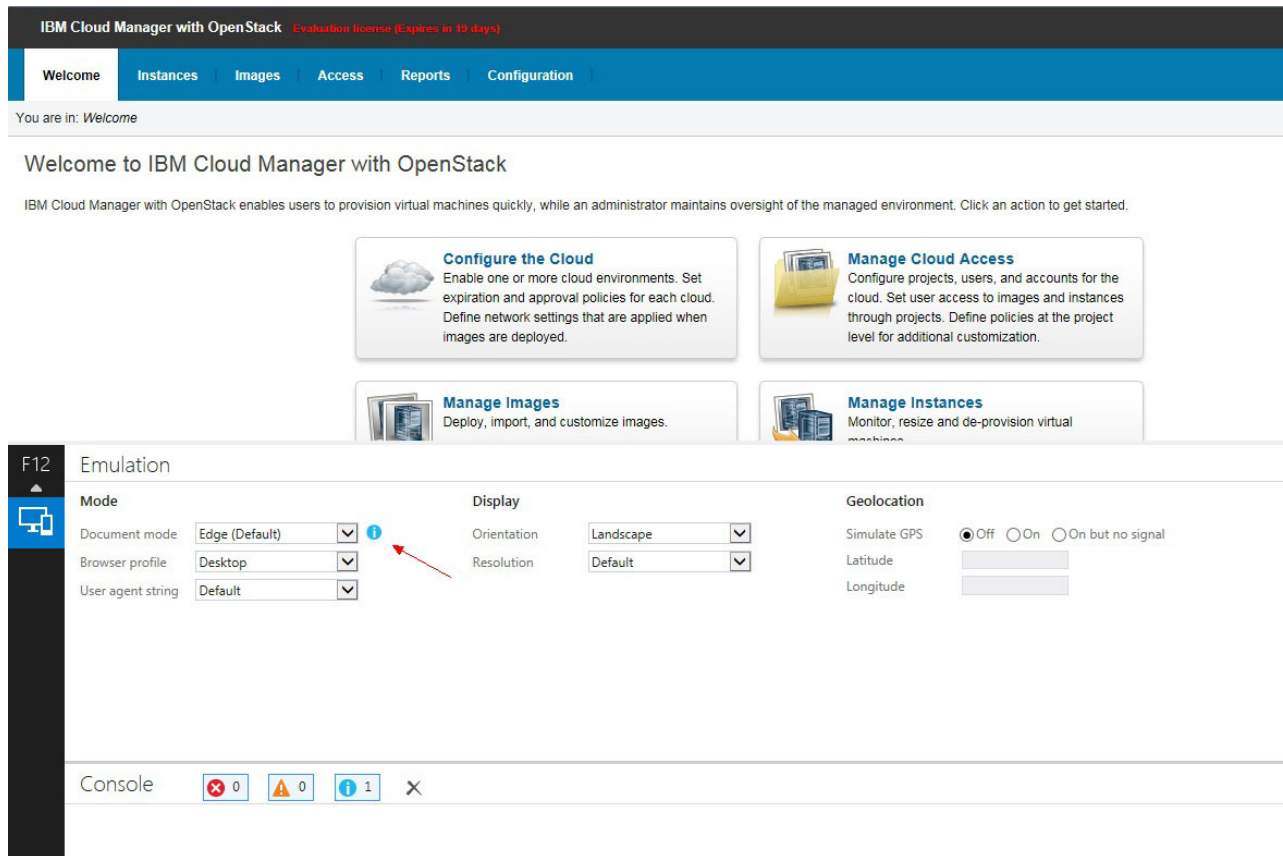 IBM Cloud Manager with OpenStack Evaluation license (Expires in 19 days)
Welcome Instances Images Access Reports Configuration
You are in: Welcome
Welcome to IBM Cloud Manager with OpenStack
IBM Cloud Manager with OpenStack enables users to provision virtual machines quickly, while an administrator maintains oversight of the managed environment. Click an action to get started.
Configure the Cloud
Enable one or more cloud environments. Set
expiration and approval policies for each cloud.
Define network settings that are applied when
images are deployed.
Manage Cloud Access
Configure projects, users, and accounts for the
cloud. Set user access to images and instances
through projects. Define policies at the project
level for additional customization.
Manage Images
Deploy, import, and customize images.
Manage Instances
Monitor, resize and de-provision virtual
machines.
F12
Emulation
Mode
Document mode Edge (Default)
Browser profile Desktop
User agent string Default
Display
Orientation Landscape
Resolution Default
Geolocation
Simulate GPS Off On On but no signal
Latitude
Longitude
Console 0 0 1